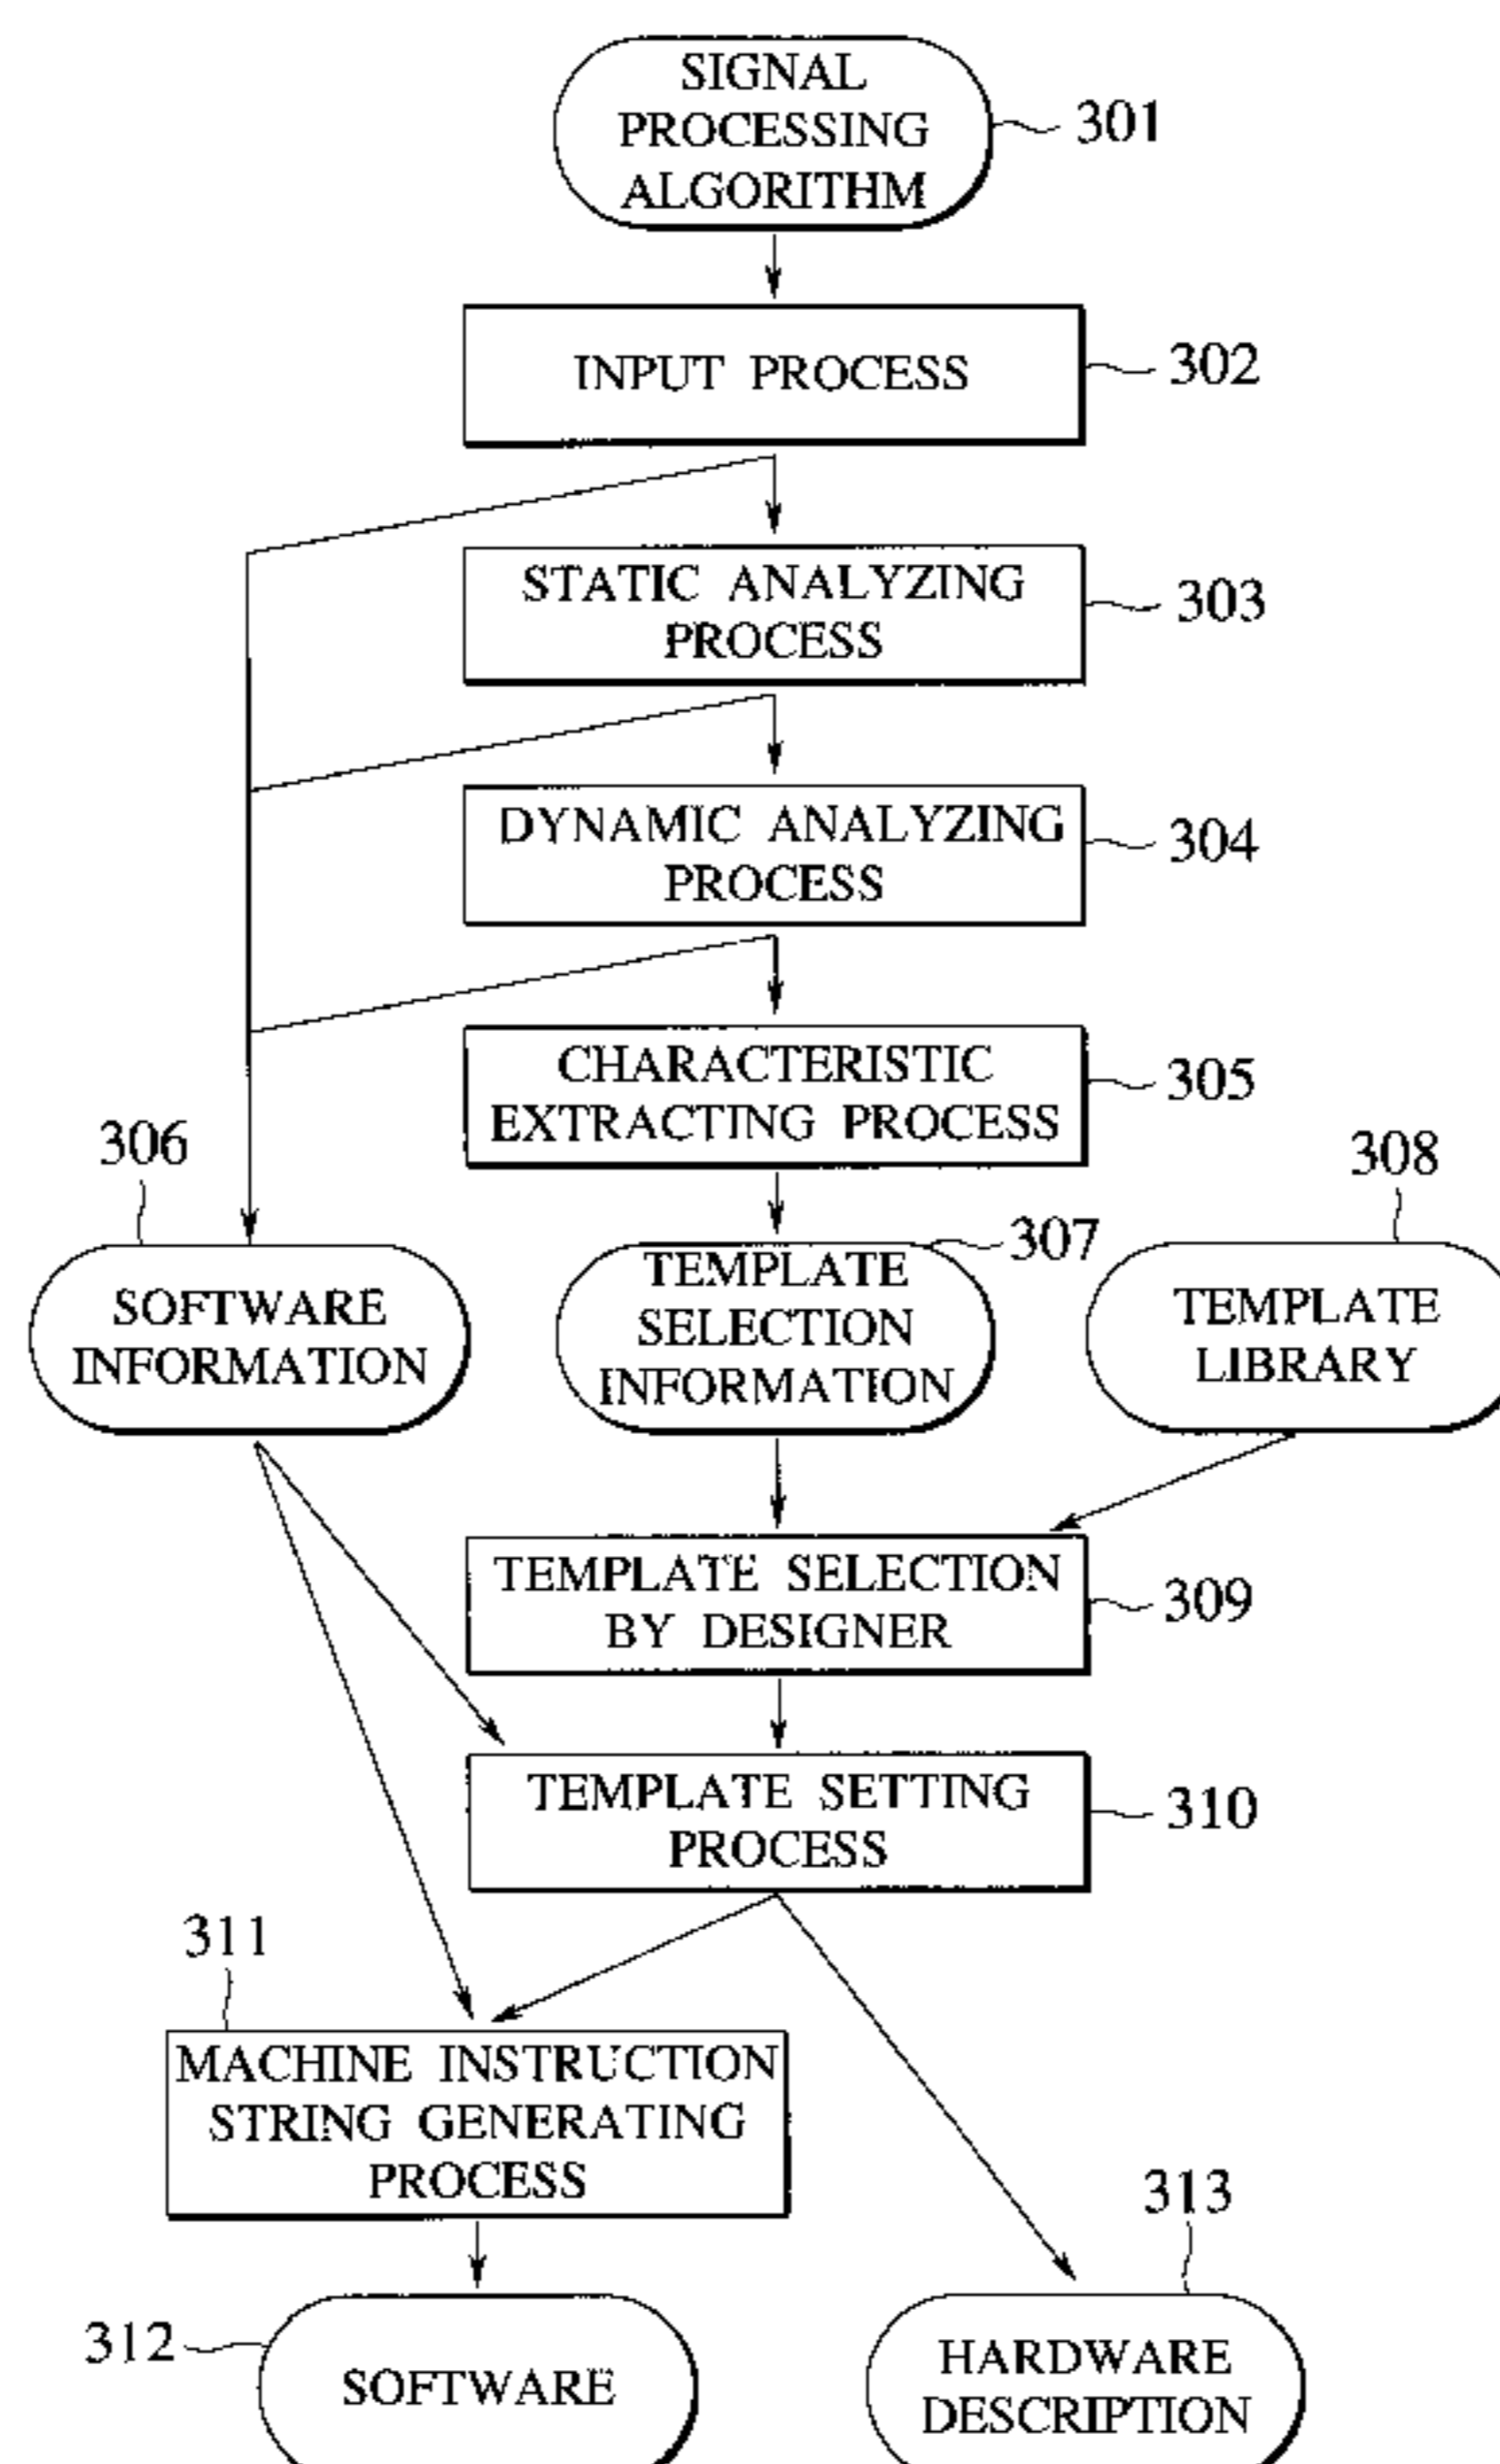 SIGNAL
PROCESSING
ALGORITHM
301
INPUT PROCESS
302
STATIC ANALYZING
PROCESS
303
DYNAMIC ANALYZING
PROCESS
304
CHARACTERISTIC
EXTRACTING PROCESS
305
306
SOFTWARE
INFORMATION
307
TEMPLATE
SELECTION
INFORMATION
308
TEMPLATE
LIBRARY
TEMPLATE SELECTION
BY DESIGNER
309
TEMPLATE SETTING
PROCESS
310
311
MACHINE INSTRUCTION
STRING GENERATING
PROCESS
312
SOFTWARE
313
HARDWARE
DESCRIPTION